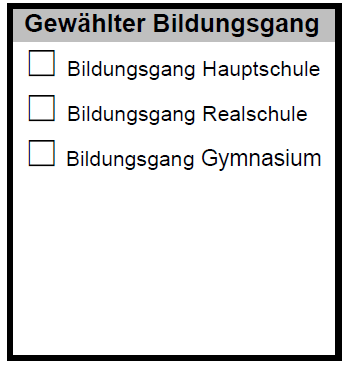 Gewählter Bildungsgang
Bildungsgang Hauptschule
Bildungsgang Realschule
Bildungsgang Gymnasium